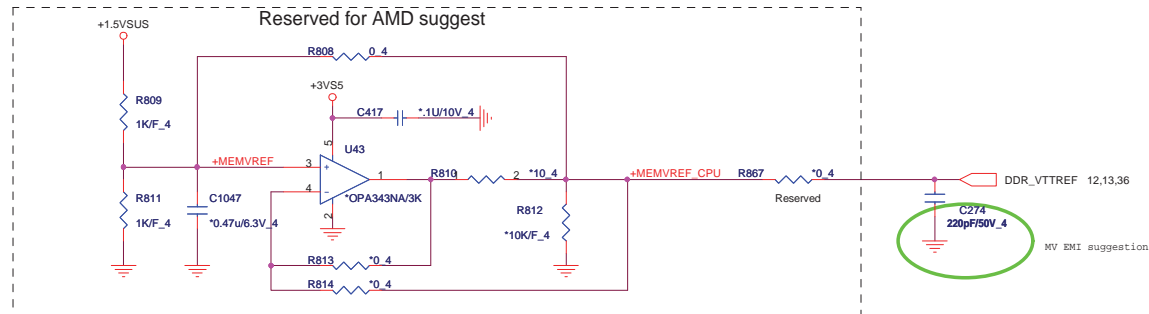 Reserved for AMD suggest
+1.5VSUS
R808 0_4
+3VS5
R809
1K/F_4
C417 *.1U/10V_4
5
U43
+MEMVREF
3 +
4 -
1
R810 1 2 *10_4
+MEMVREF_CPU
R867 *0_4
Reserved
DDR_VTTREF 12,13,36
R811
1K/F_4
C1047
*0.47u/6.3V_4
*OPA343NA/3K
2
R812
*10K/F_4
C274
220pF/50V_4
MV EMI suggestion
R813 *0_4
R814 *0_4